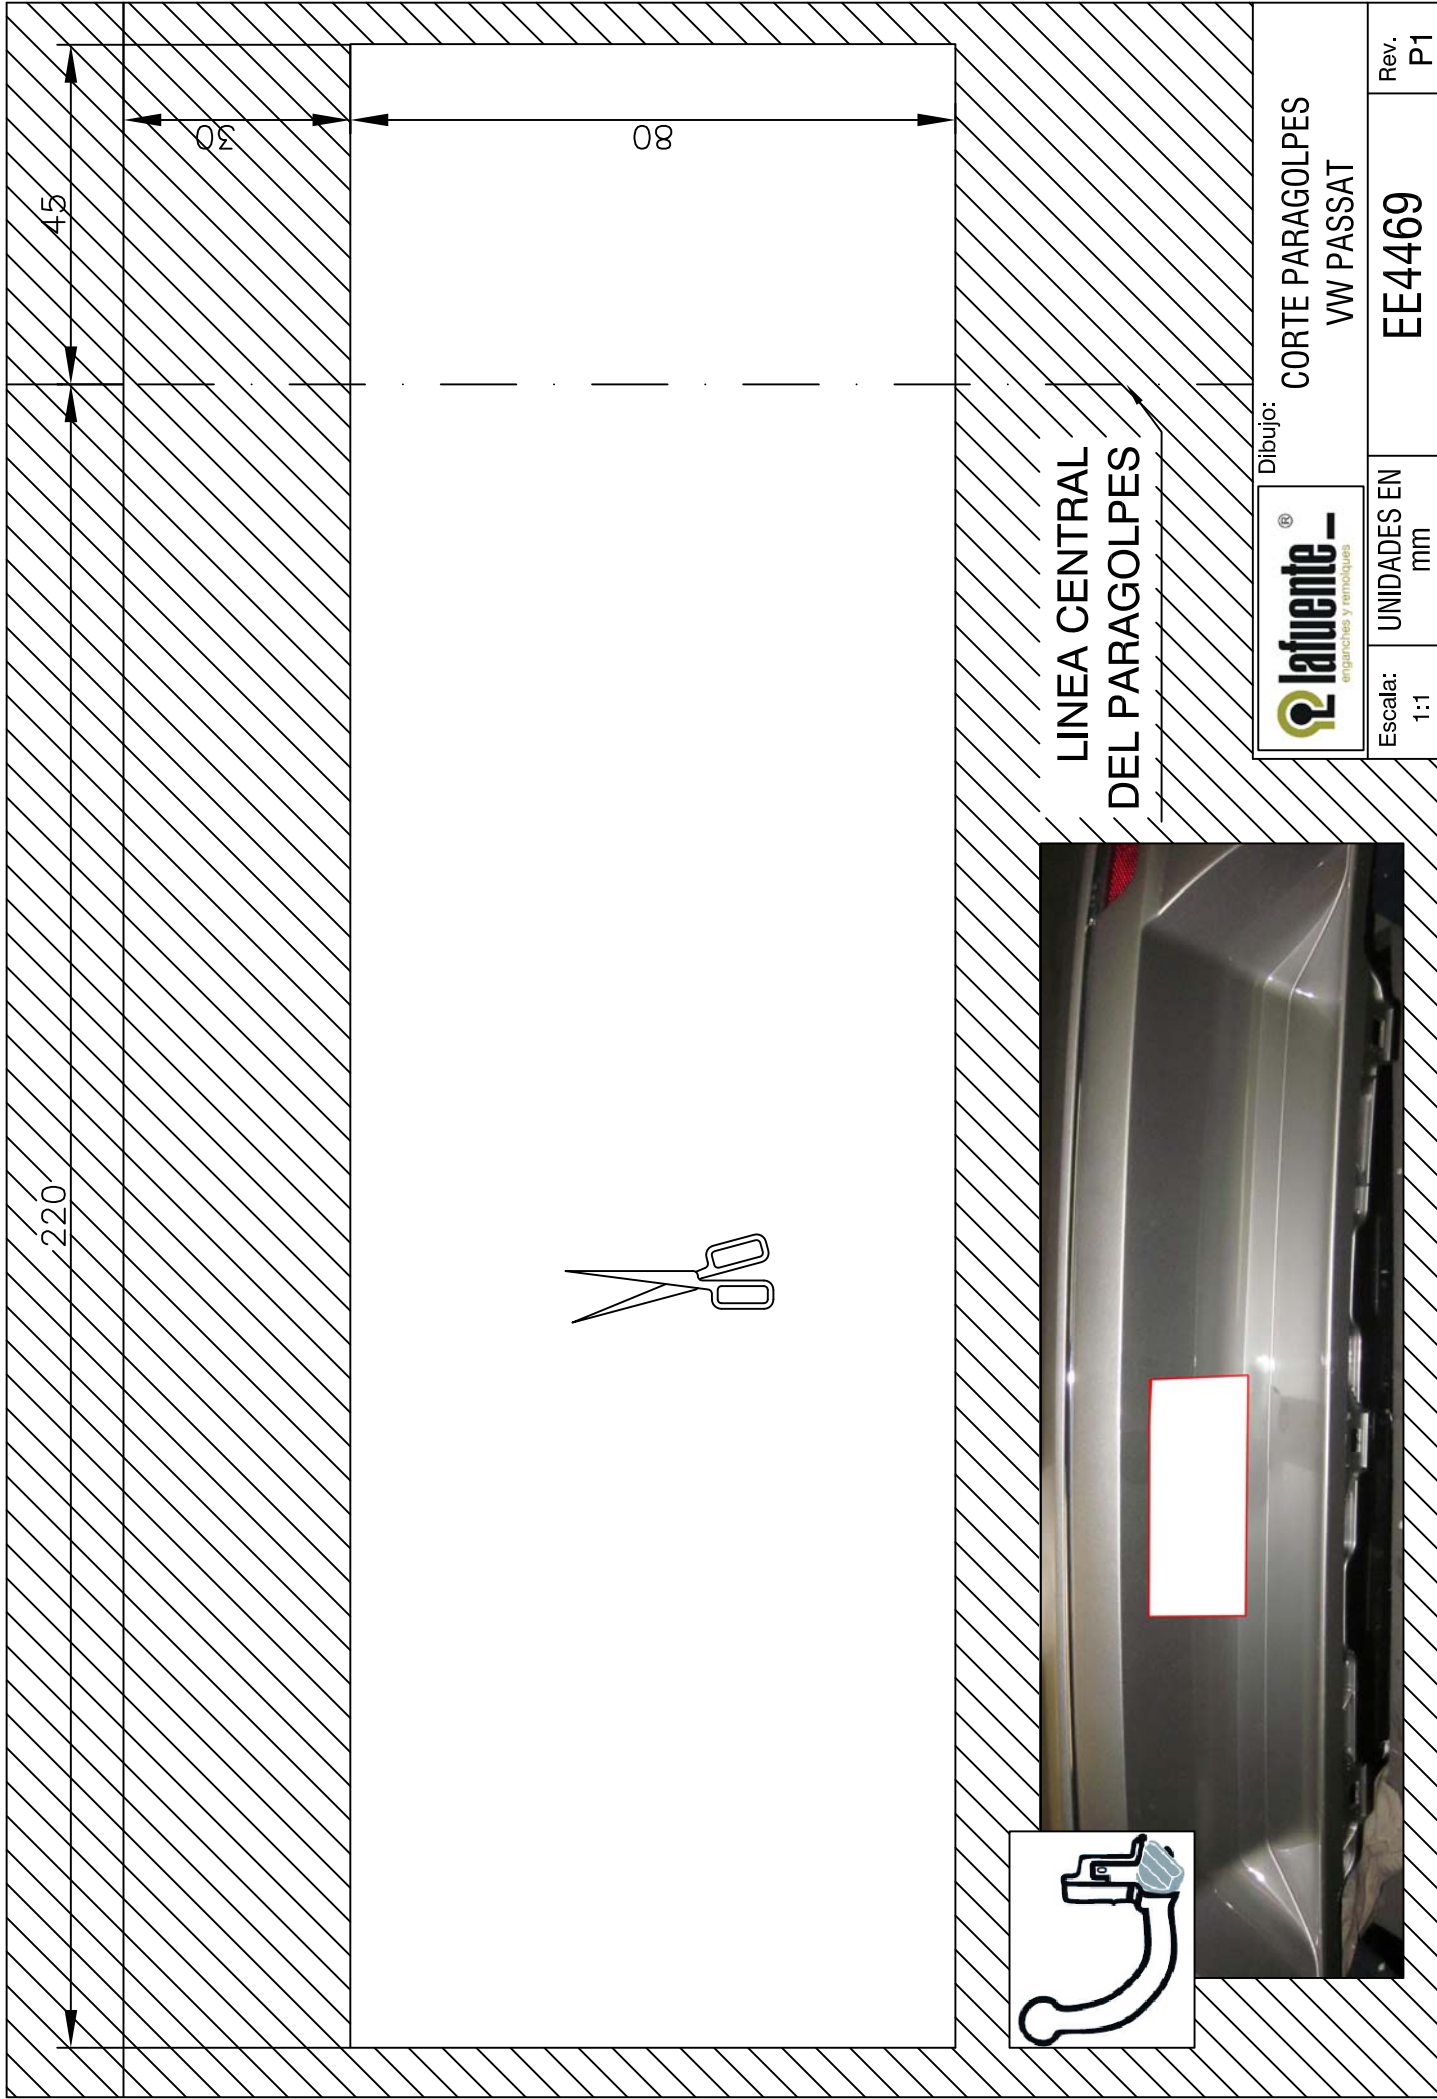 220
45
30
80
LINEA CENTRAL
DEL PARAGOLPES
lafuente ®
enganches y remolques
Dibujo:
CORTE PARAGOLPES
VW PASSAT
Escala:
1:1
UNIDADES EN
mm
EE4469
Rev.
P1